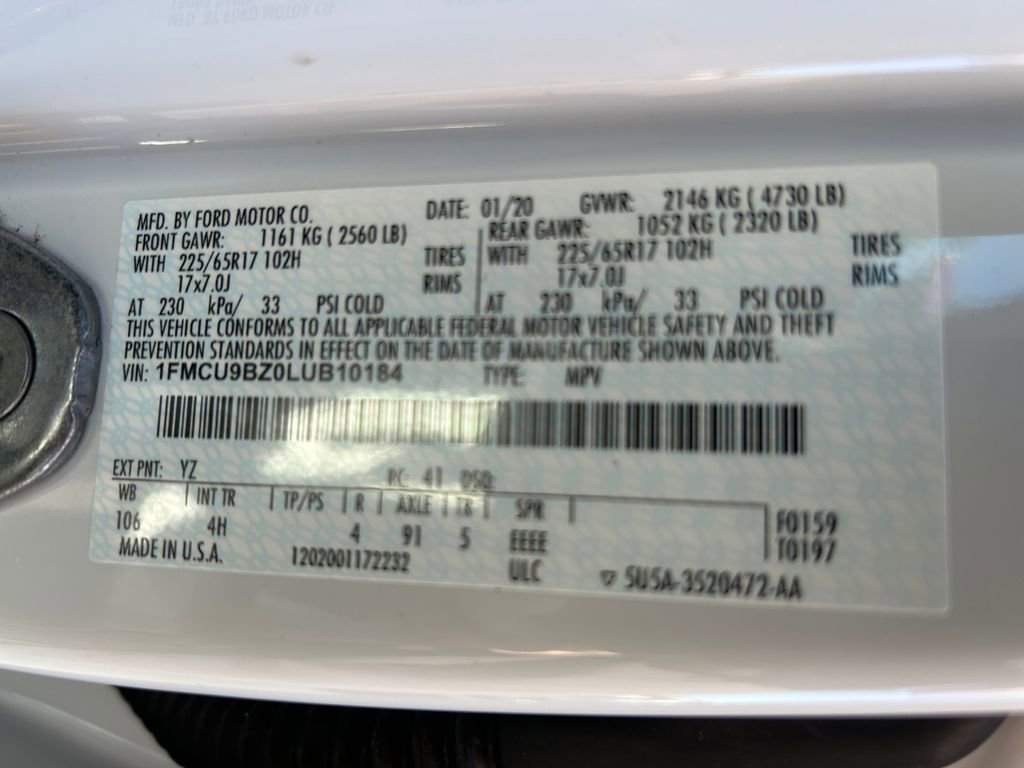 MFD. BY FORD MOTOR CO. DATE: 01/20 GVWR: 2146 KG ( 4730 LB)
FRONT GAWR: 1161 KG ( 2560 LB) REAR GAWR: 1052 KG ( 2320 LB)
WITH 225/65R17 102H TIRES WITH 225/65R17 102H TIRES
17x7.0J RIMS 17x7.0J RIMS
AT 230 kPa/ 33 PSI COLD AT 230 kPa/ 33 PSI COLD
THIS VEHICLE CONFORMS TO ALL APPLICABLE FEDERAL MOTOR VEHICLE SAFETY AND THEFT
PREVENTION STANDARDS IN EFFECT ON THE DATE OF MANUFACTURE SHOWN ABOVE.
VIN: 1FMCU9BZ0LUB10184 TYPE: MPV
EXT PNT: YZ RC: 41 DSO:
WB INT TR TP/PS R AXLE TR SPR
106 4H 4 91 5 EEEE F0159
T0197
MADE IN U.S.A. 1202001172232 ULC ▽ 5U5A-3520472-AA